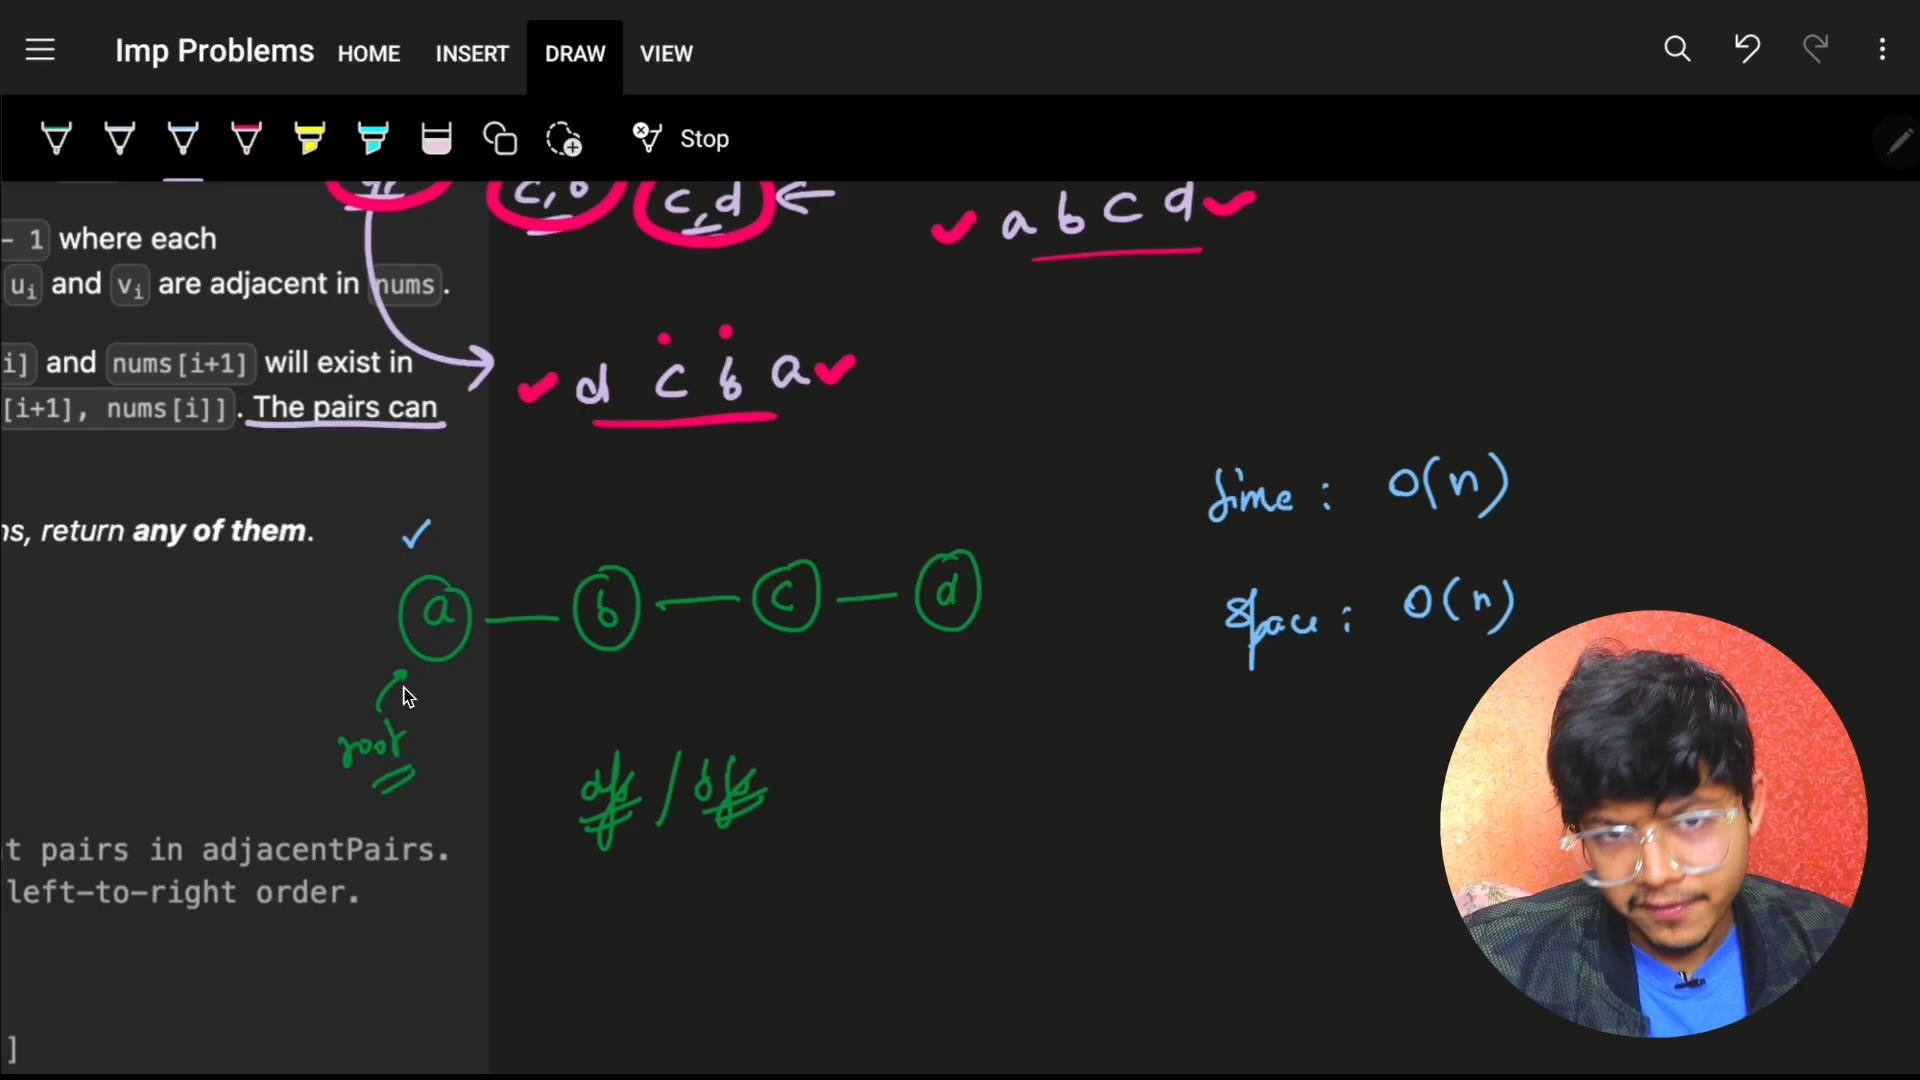 Imp Problems HOME INSERT DRAW VIEW
Stop
c, b c, d
- 1 where each
a b c d
ui and vi are adjacent in nums.
i] and nums[i+1] will exist in
d c b a
[i+1], nums[i]]. The pairs can
time : O(n)
ns, return any of them.
a b c d
space : O(n)
root
dfs / bfs
t pairs in adjacentPairs.
left-to-right order.
]